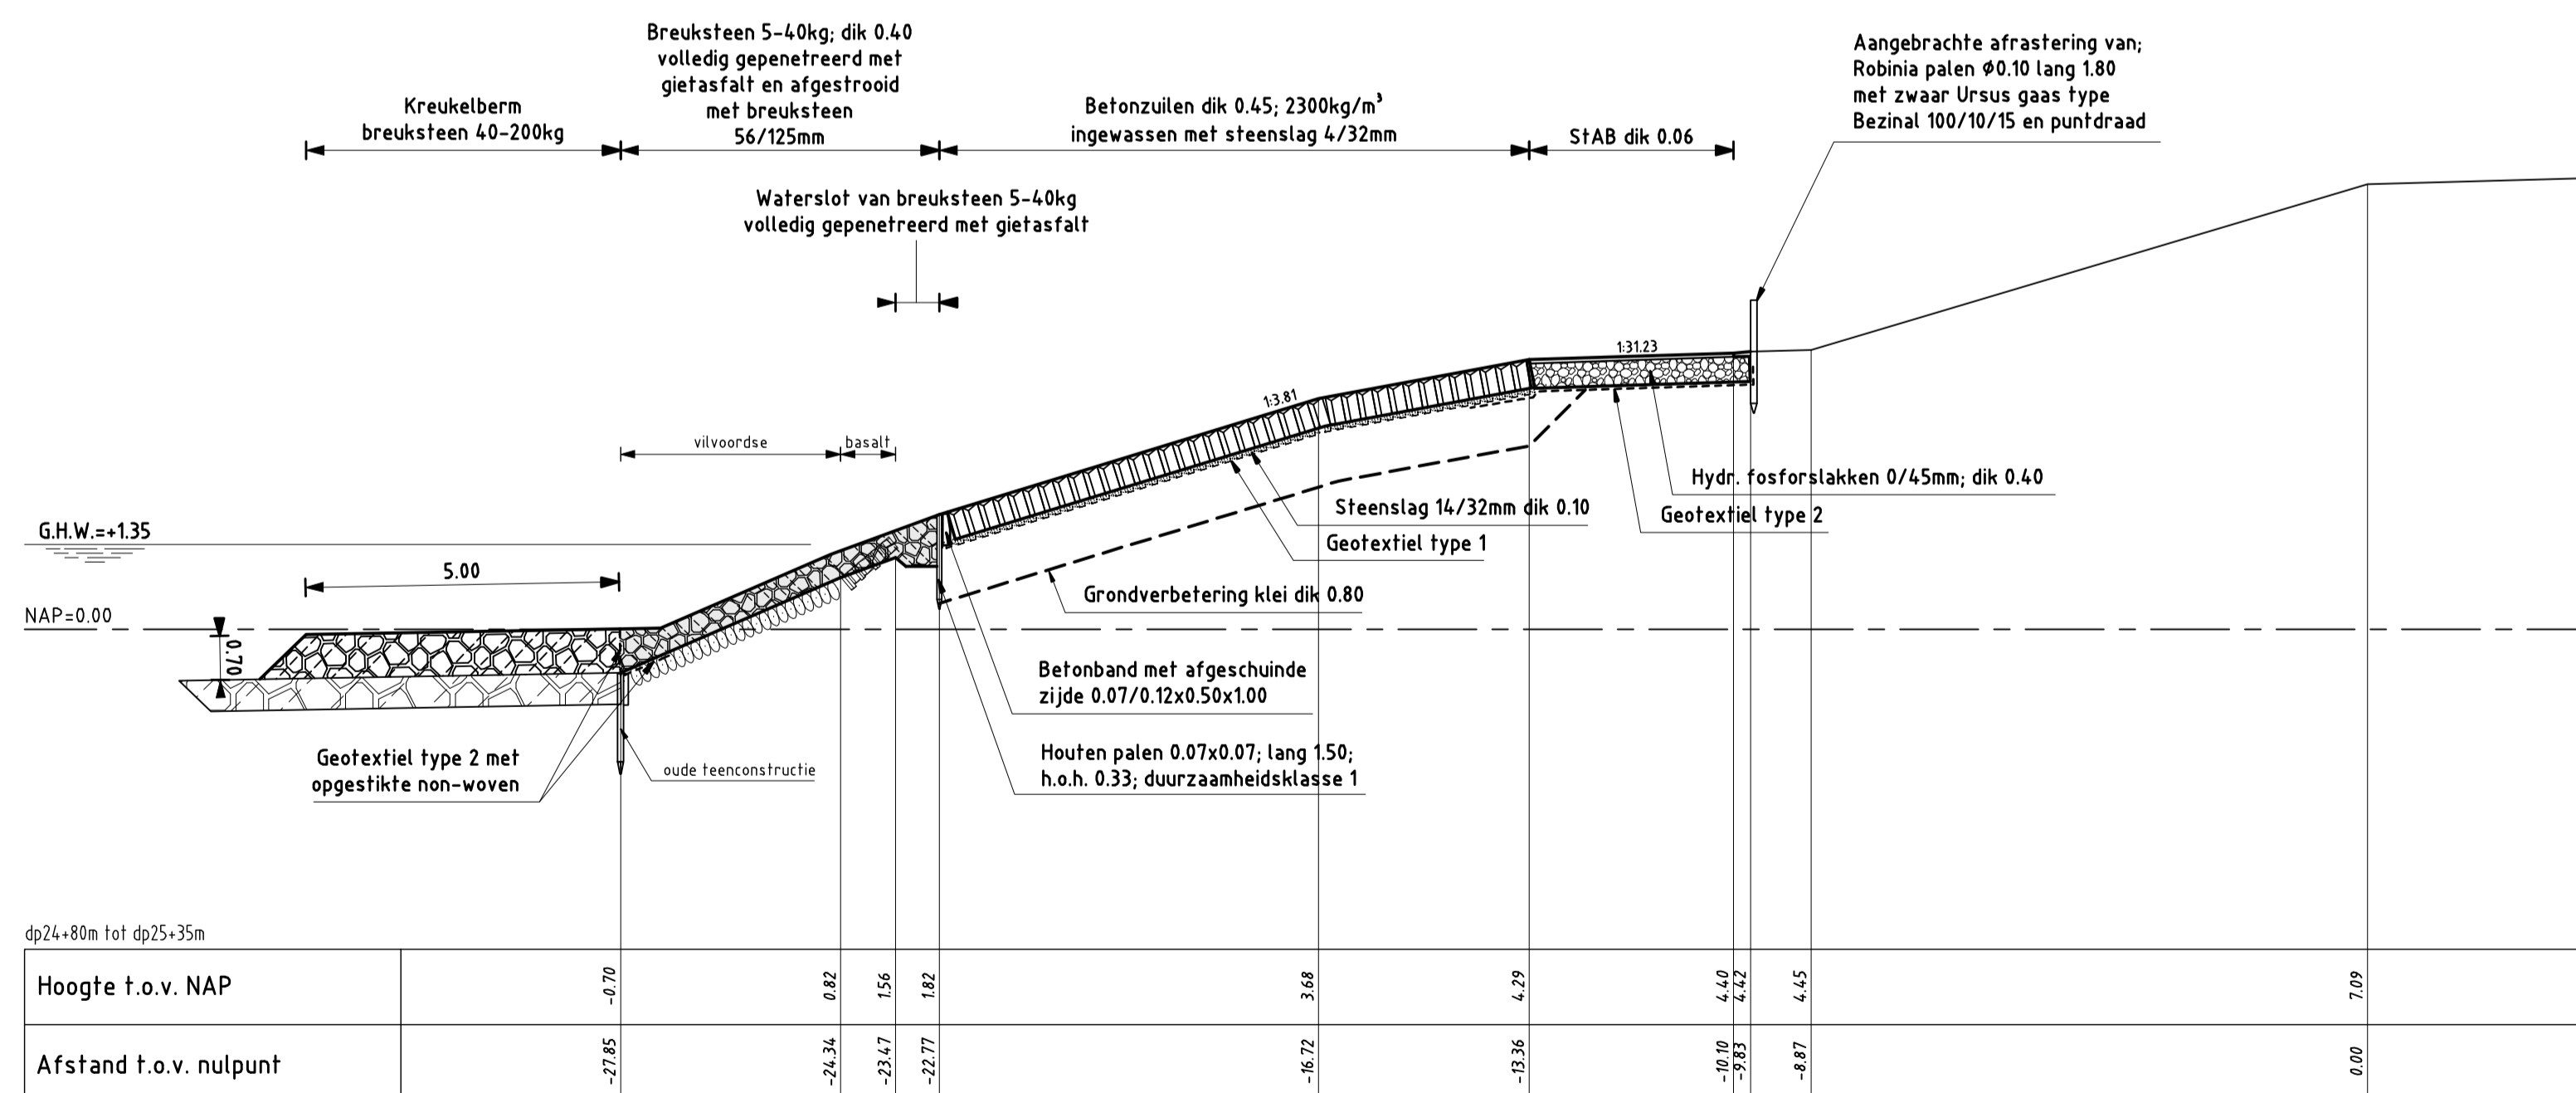 Kreukelberm
breuksteen 40-200kg
Breuksteen 5-40kg; dik 0.40
volledig gepenetreerd met
gietasfalt en afgestrooid
met breuksteen
56/125mm
Betonzuilen dik 0.45; 2300kg/m³
ingewassen met steenslag 4/32mm
StAB dik 0.06
Aangebrachte afrastering van;
Robinia palen Ø0.10 lang 1.80
met zwaar Ursus gaas type
Bezinal 100/10/15 en puntdraad
Waterslot van breuksteen 5-40kg
volledig gepenetreerd met gietasfalt
1:31.23
1:3.81
vilvoordse
basalt
Hydr. fosforslakken 0/45mm; dik 0.40
Steenslag 14/32mm dik 0.10
Geotextiel type 2
Geotextiel type 1
G.H.W.=+1.35
5.00
Grondverbetering klei dik 0.80
NAP=0.00
0.70
Betonband met afgeschuinde
zijde 0.07/0.12x0.50x1.00
Houten palen 0.07x0.07; lang 1.50;
h.o.h. 0.33; duurzaamheidsklasse 1
Geotextiel type 2 met
opgestikte non-woven
oude teenconstructie
dp24+80m tot dp25+35m
Hoogte t.o.v. NAP -0.70 0.82 1.56 1.82 3.68 4.29 4.40 4.42 4.45 7.09
Afstand t.o.v. nulpunt -27.85 -24.34 -23.47 -22.77 -16.72 -13.36 -10.10 -9.83 -8.87 0.00